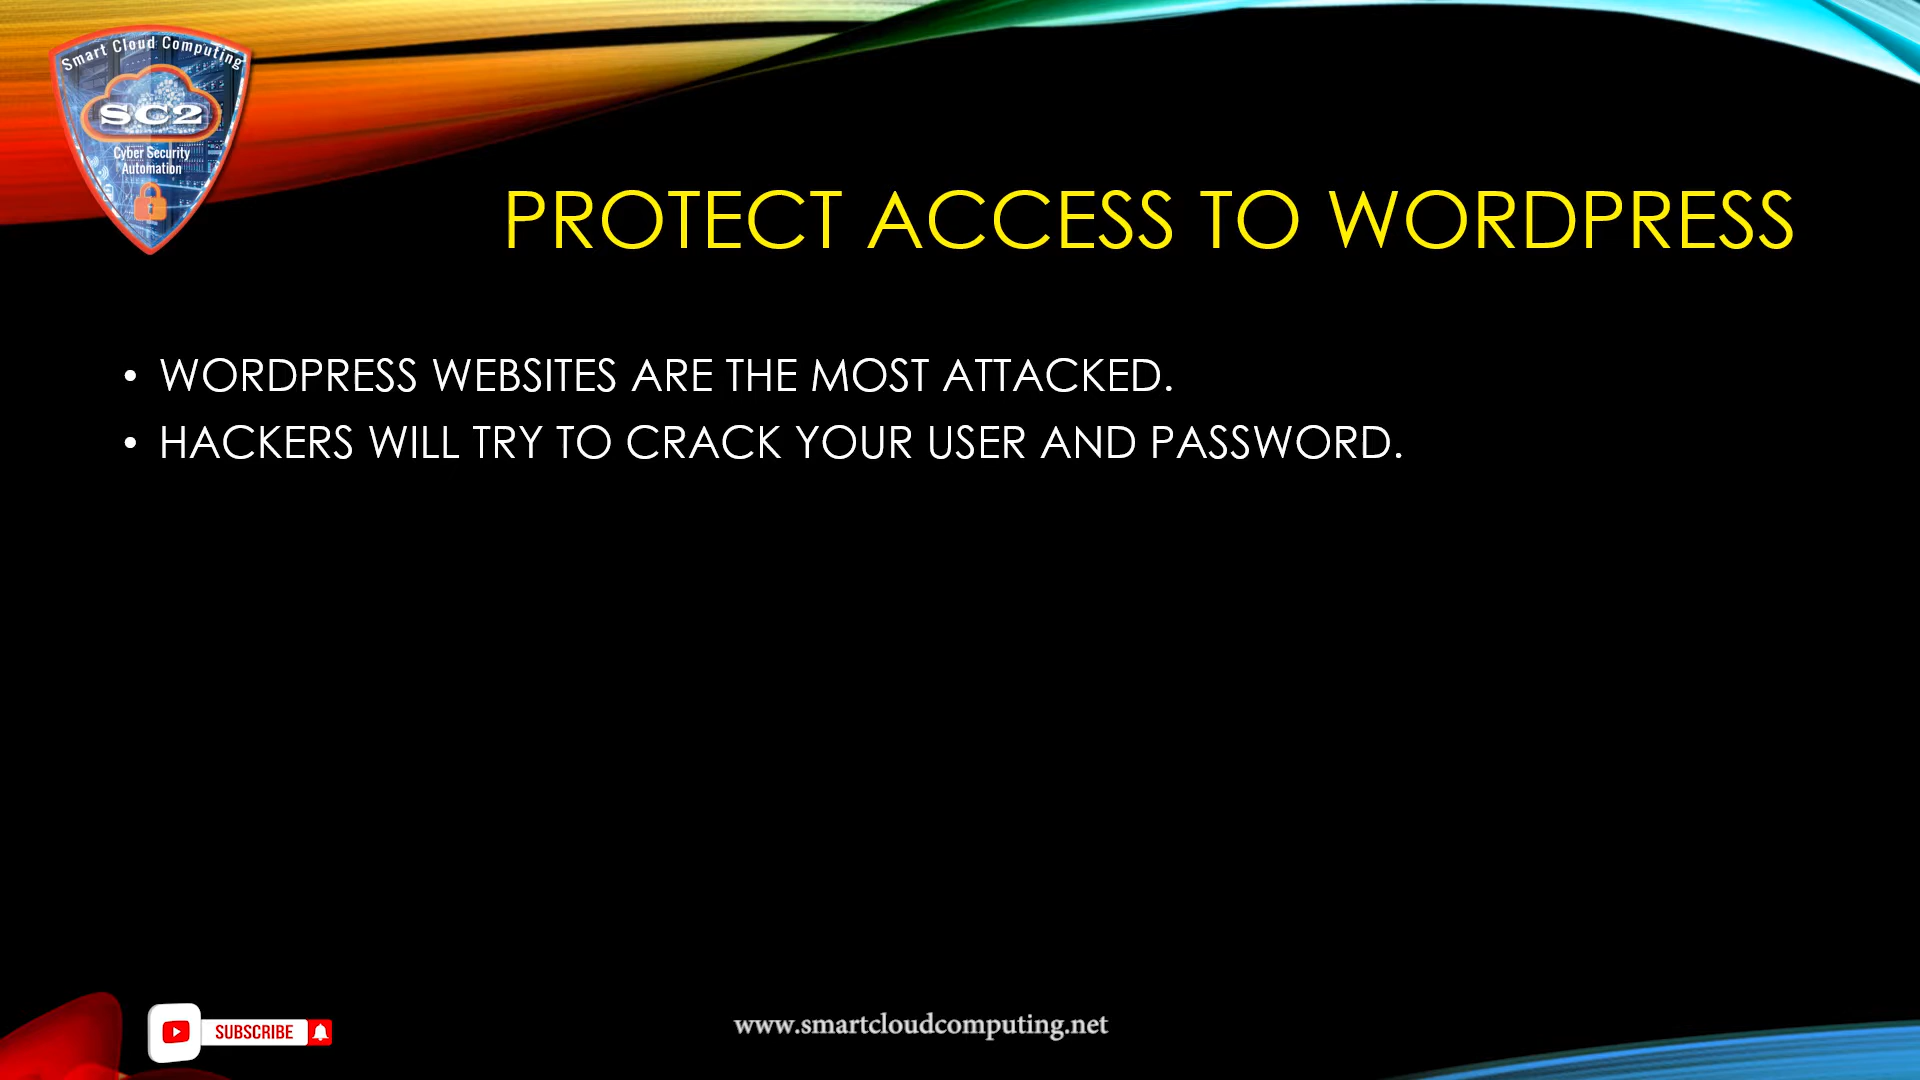 Smart Cloud Computing
SC2
Cyber Security
Automation
PROTECT ACCESS TO WORDPRESS
• WORDPRESS WEBSITES ARE THE MOST ATTACKED.
• HACKERS WILL TRY TO CRACK YOUR USER AND PASSWORD.
SUBSCRIBE
www.smartcloudcomputing.net